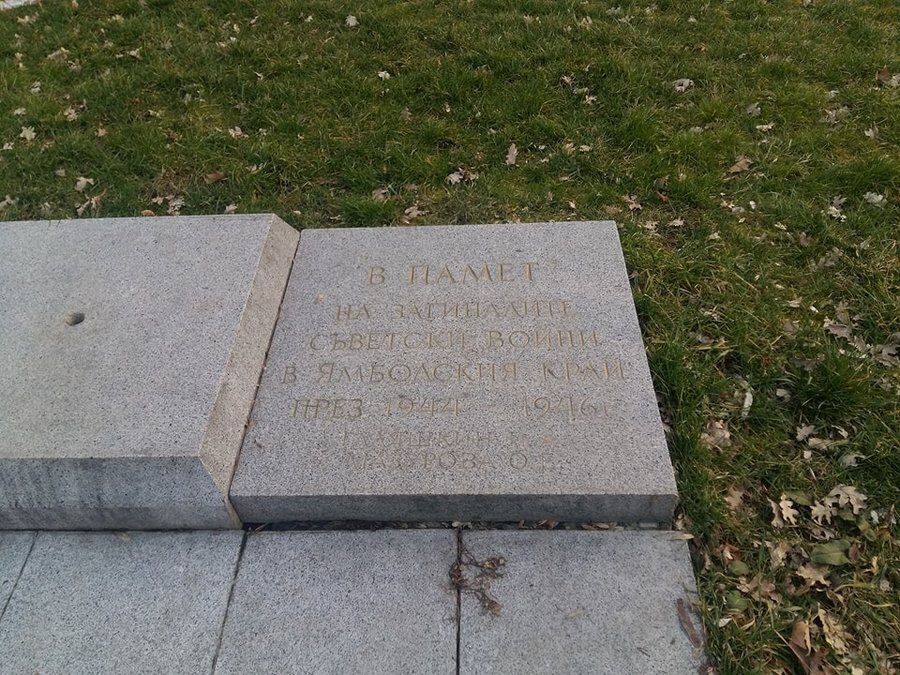 В ПАМЕТ
НА ЗАГИНАЛИТЕ
СЪВЕТСКИ ВОИНИ
В ЯМБОЛСКИЯ КРАЙ
ПРЕЗ 1944 - 1946 г
О.